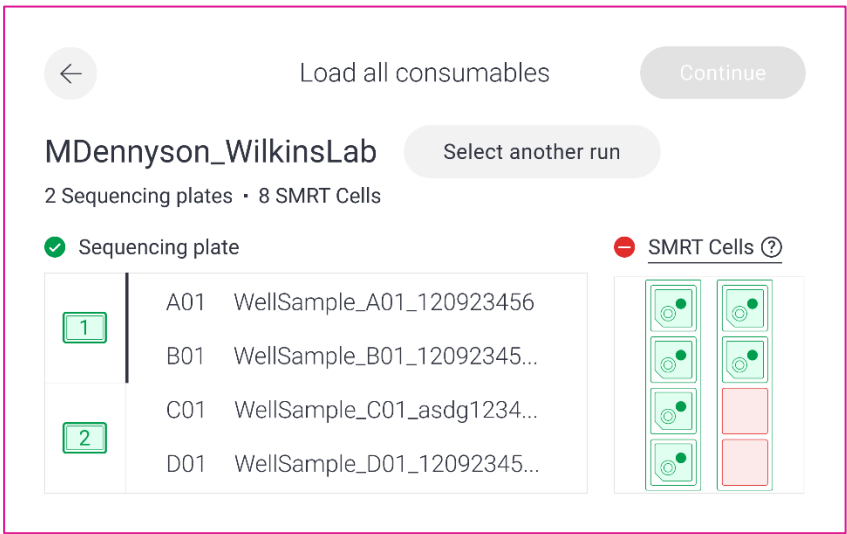 Load all consumables
Continue
MDennyson_WilkinsLab
Select another run
2 Sequencing plates · 8 SMRT Cells
Sequencing plate
SMRT Cells ?
1
A01 WellSample_A01_120923456
B01 WellSample_B01_12092345...
2
C01 WellSample_C01_asdg1234...
D01 WellSample_D01_12092345...